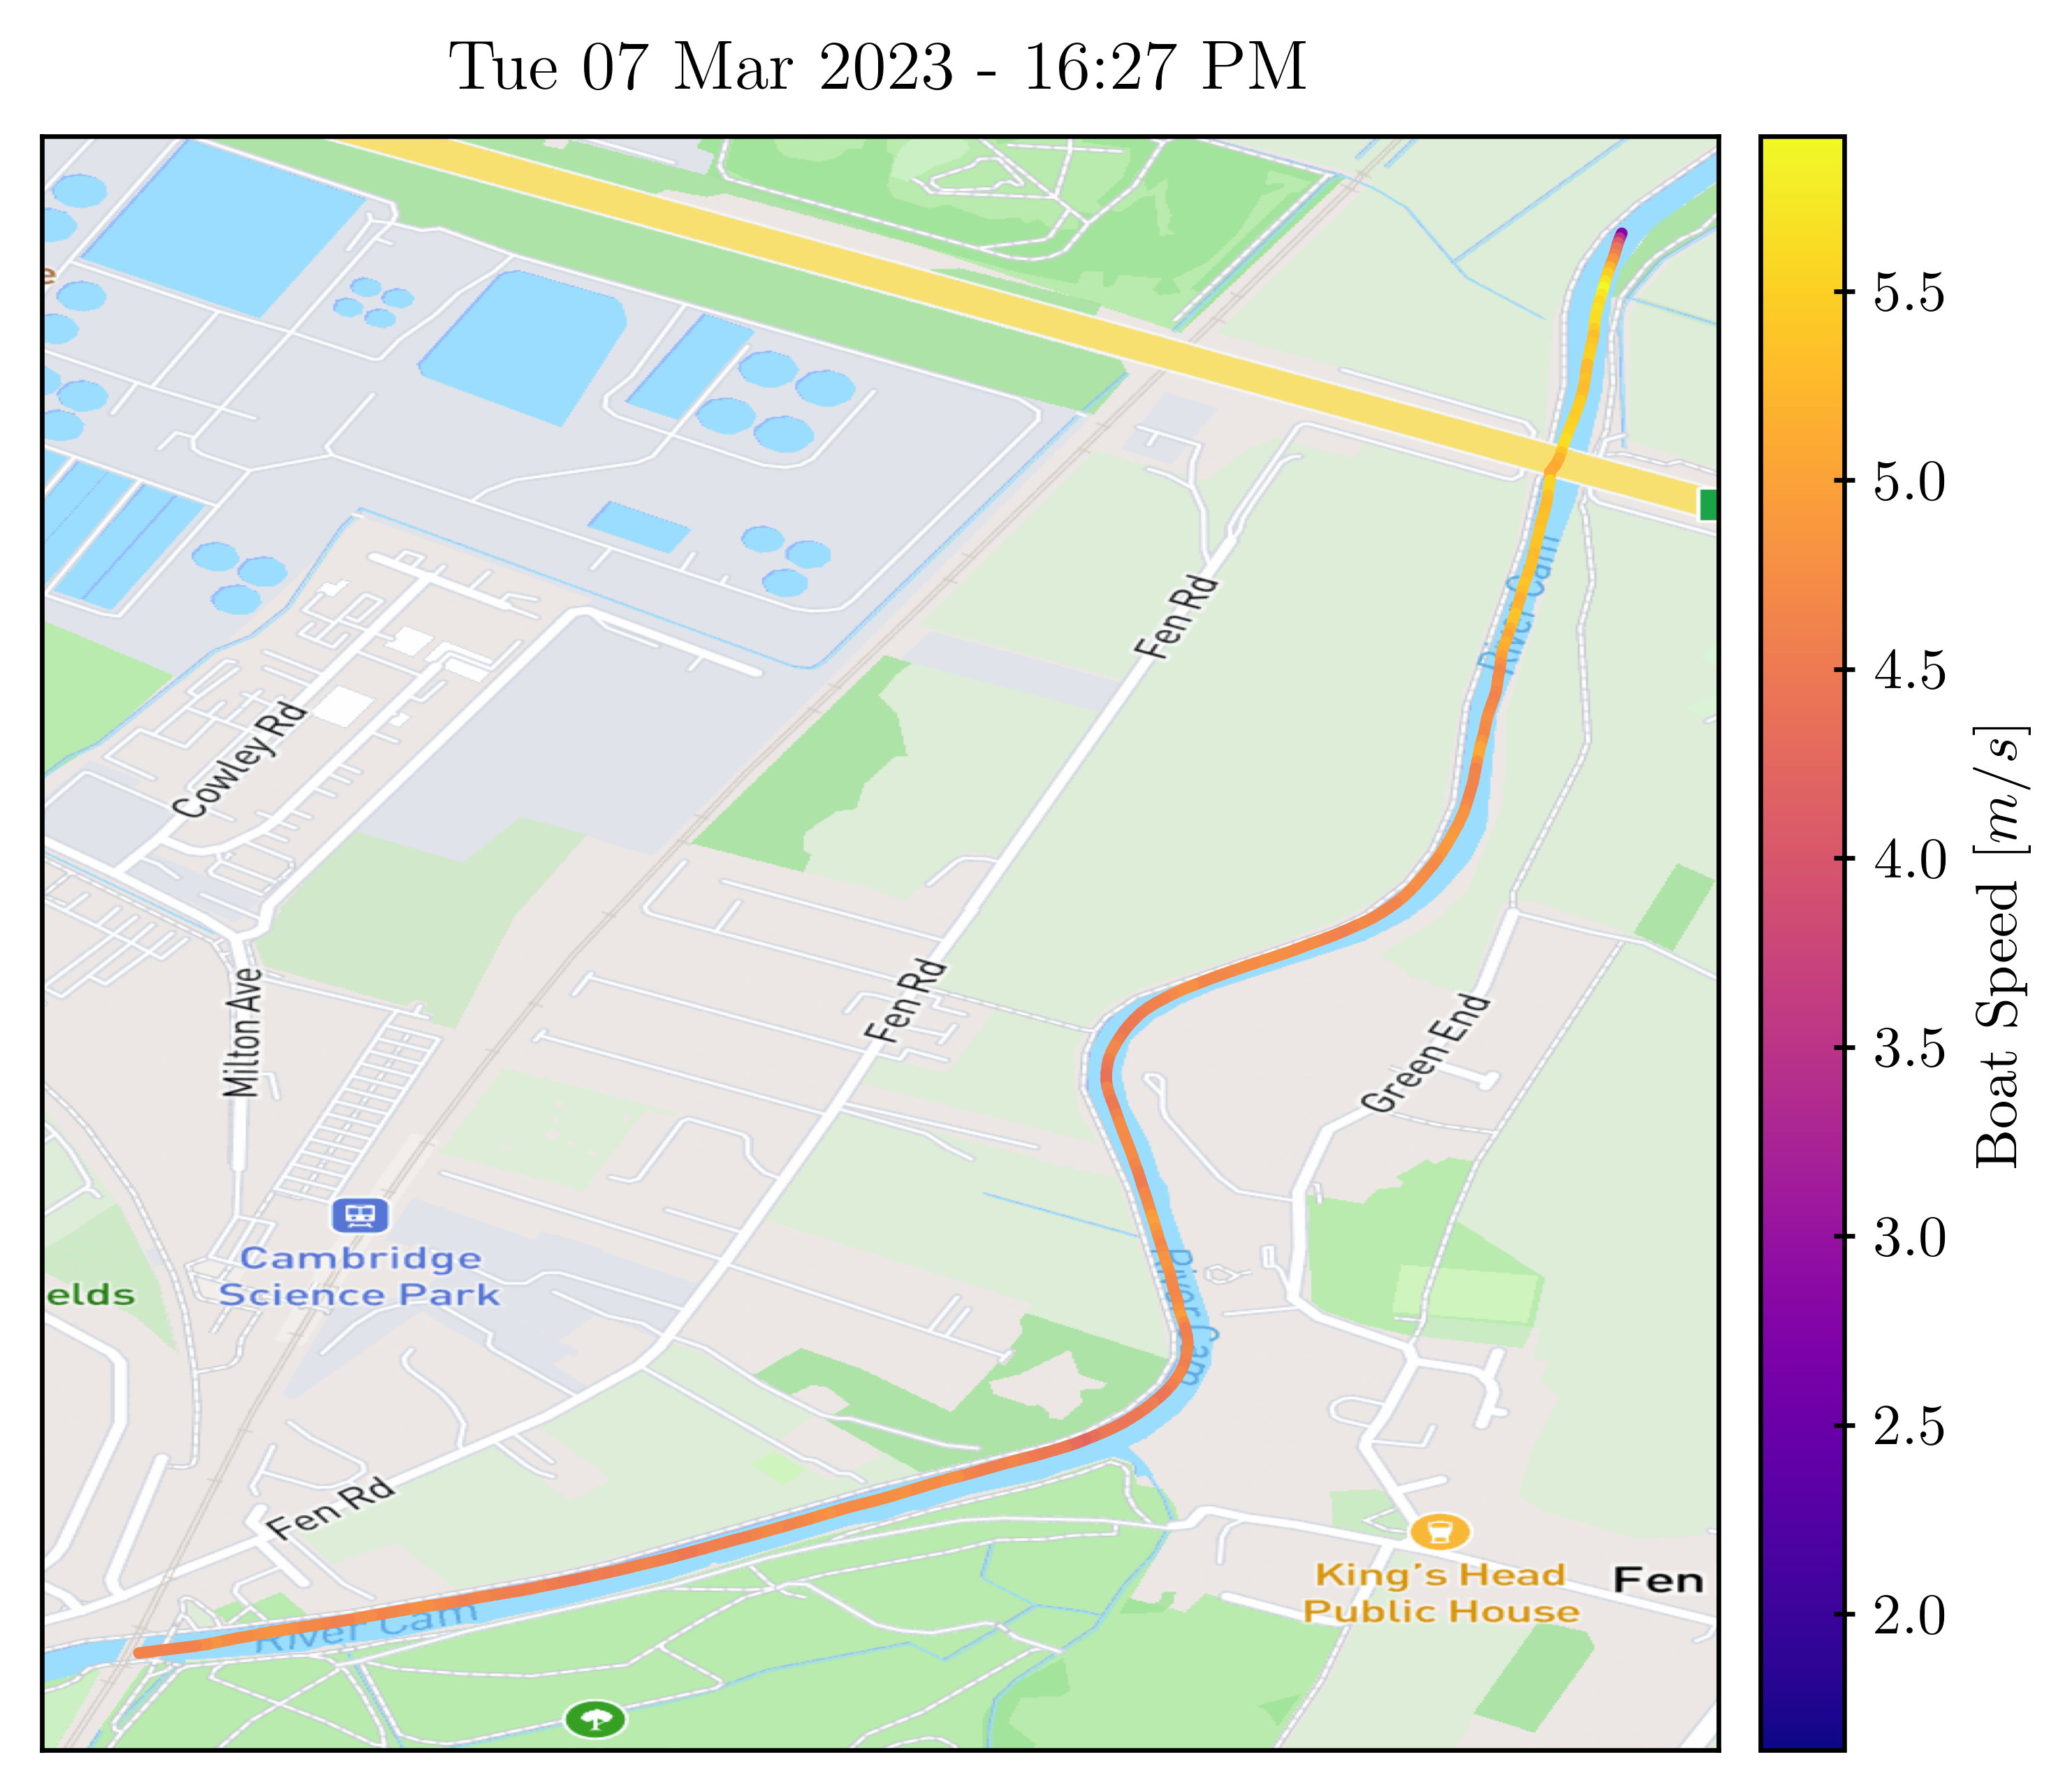 Tue 07 Mar 2023 - 16:27 PM
e
5.5
5.0
4.5
4.0
3.5
3.0
2.5
2.0
Boat Speed [m/s]
River Cam
Fen Rd
Cowley Rd
Fen Rd
Milton Ave
Green End
Cambridge
Science Park
elds
River Cam
Fen Rd
King's Head
Public House
Fen
River Cam